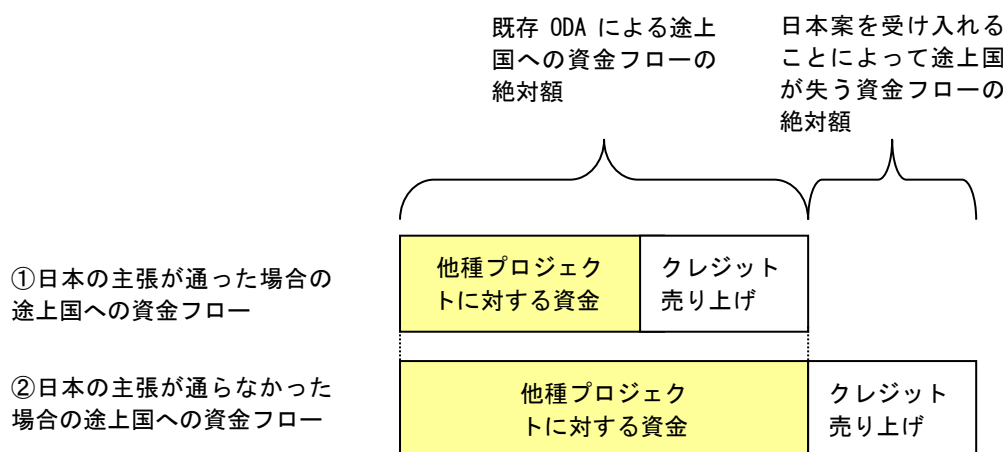 既存 ODA による途上
国への資金フローの
絶対額
日本案を受け入れる
ことによって途上国
が失う資金フローの
絶対額
①日本の主張が通った場合の
途上国への資金フロー
他種プロジェク
トに対する資金
クレジット
売り上げ
②日本の主張が通らなかった
場合の途上国への資金フロー
他種プロジェク
トに対する資金
クレジット
売り上げ